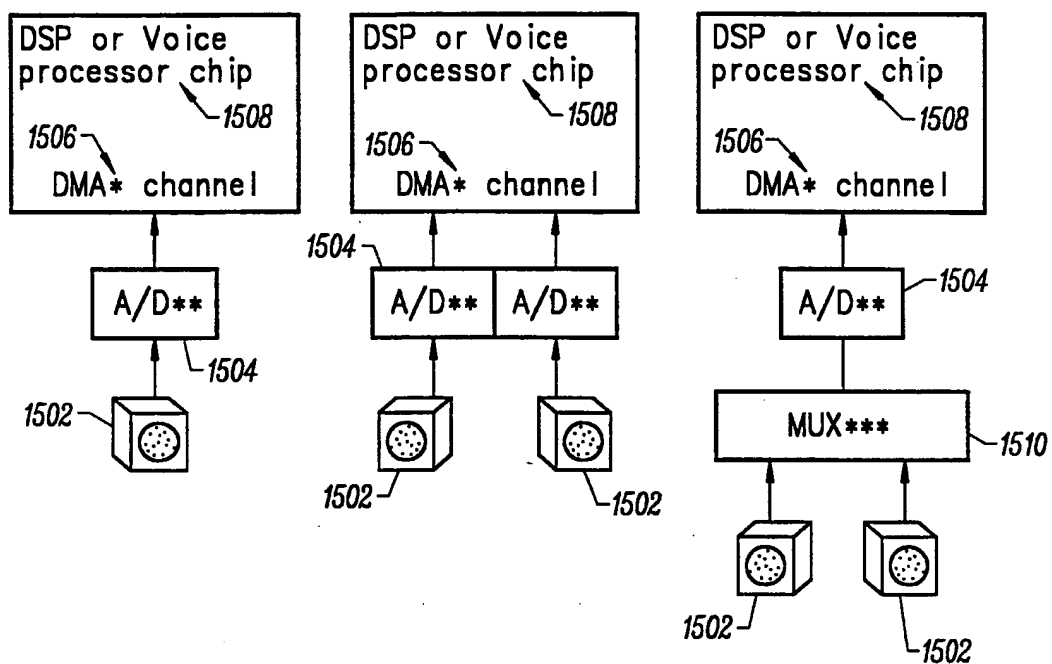 DSP or Voice
processor chip
1508
1506
DMA* channel
A/D**
1504
1502
DSP or Voice
processor chip
1508
1506
DMA* channel
1504
A/D** A/D**
1502
1502
DSP or Voice
processor chip
1508
1506
DMA* channel
A/D**
1504
MUX***
1510
1502
1502